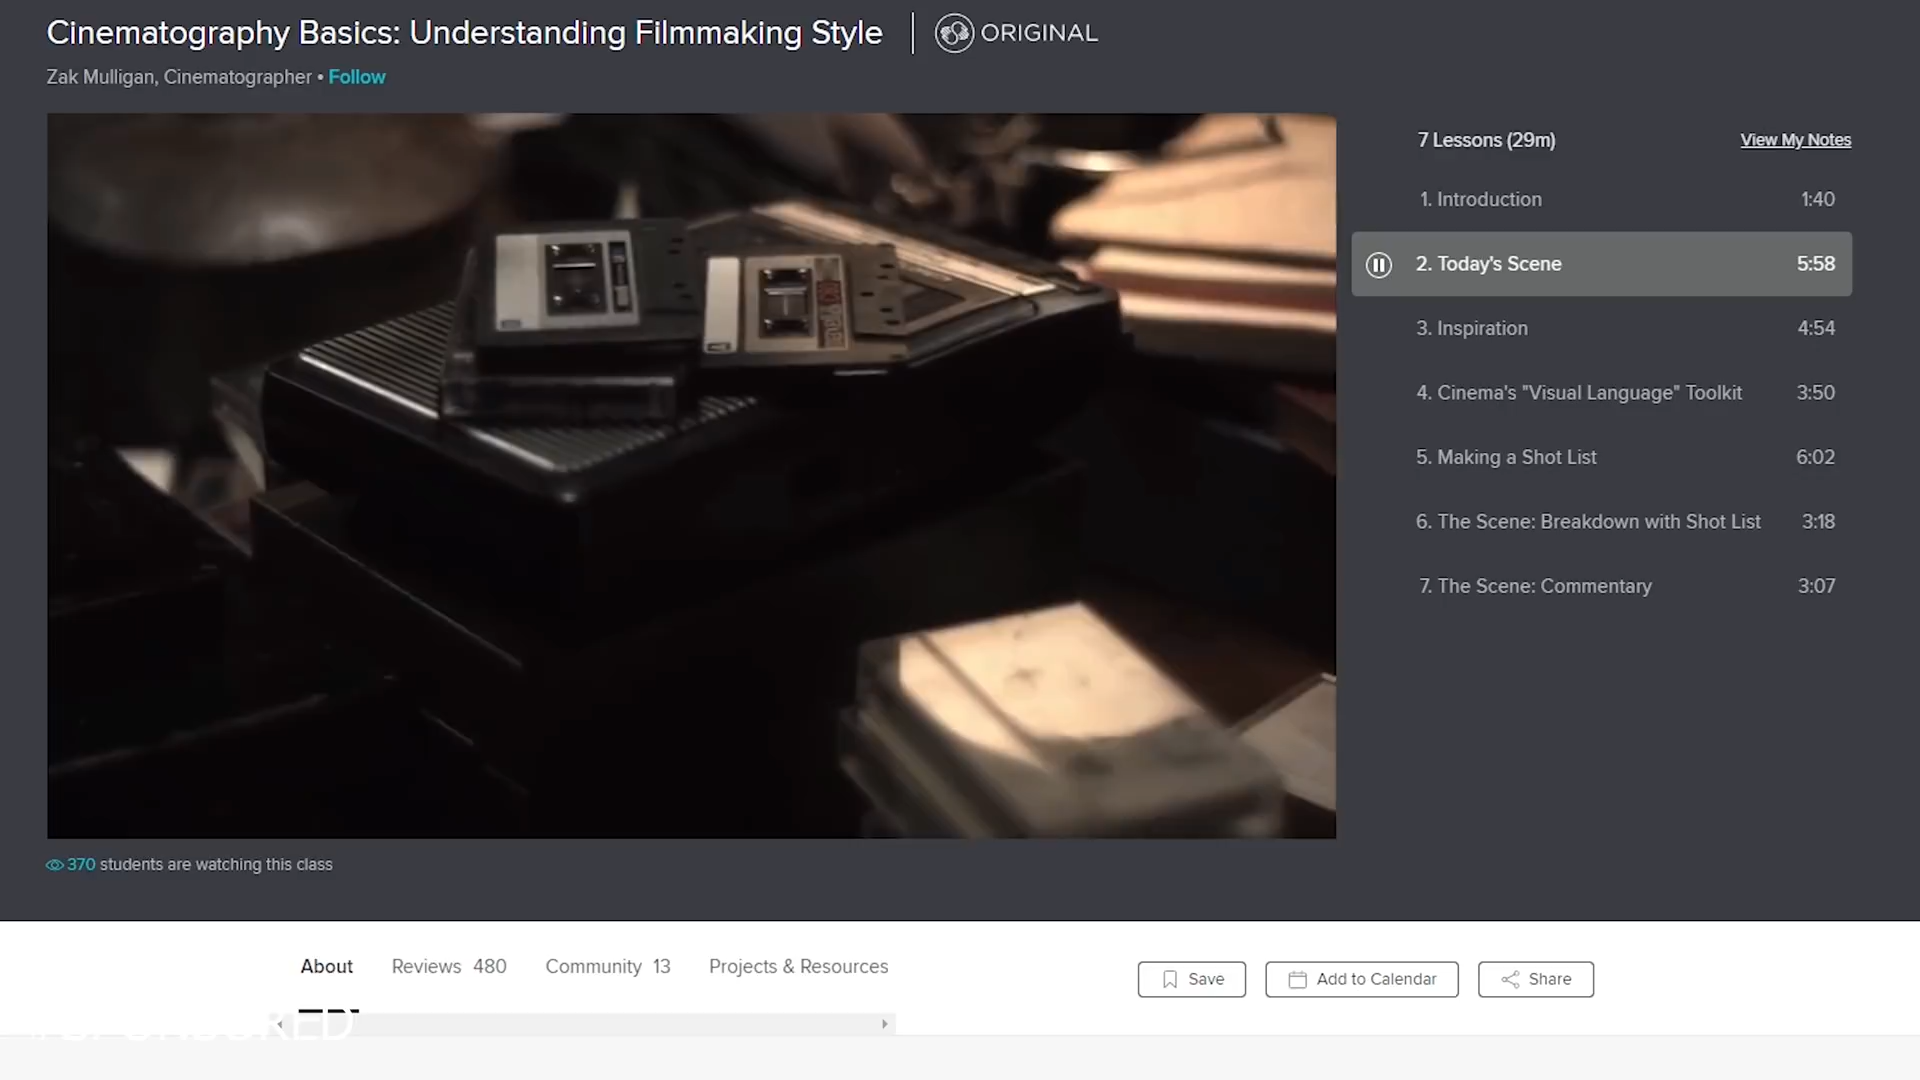 Cinematography Basics: Understanding Filmmaking Style
ORIGINAL
Zak Mulligan, Cinematographer • Follow
7 Lessons (29m)
View My Notes
1. Introduction 1:40
2. Today's Scene 5:58
3. Inspiration 4:54
4. Cinema's "Visual Language" Toolkit 3:50
5. Making a Shot List 6:02
6. The Scene: Breakdown with Shot List 3:18
7. The Scene: Commentary 3:07
370 students are watching this class
About
Reviews 480
Community 13
Projects & Resources
Save
Add to Calendar
Share